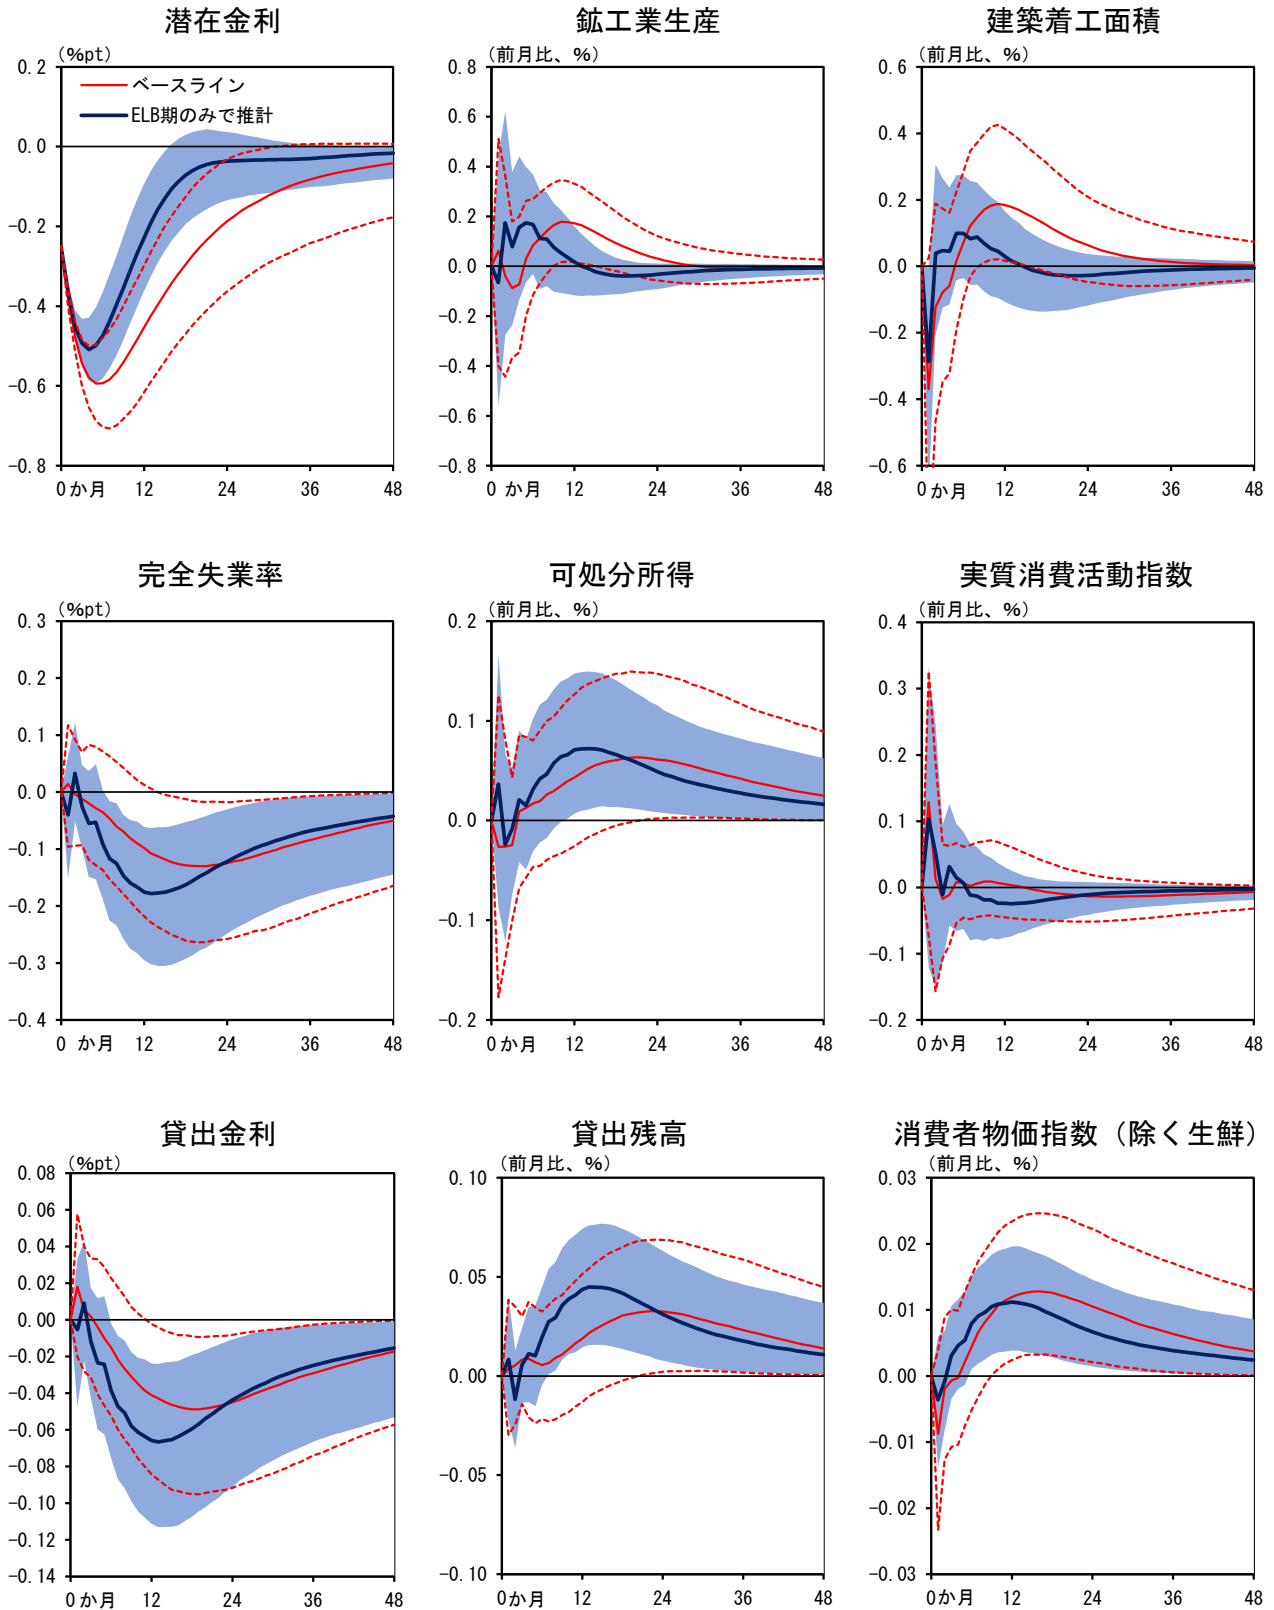 潜在金利
鉱工業生産
建築着工面積
(%pt)
(前月比、%)
(前月比、%)
0.2
0.0
-0.2
-0.4
-0.6
-0.8
ベースライン
ELB期のみで推計
0 か月 12 24 36 48
0.8
0.6
0.4
0.2
0.0
-0.2
-0.4
-0.6
-0.8
0 か月 12 24 36 48
0.6
0.4
0.2
0.0
-0.2
-0.4
-0.6
0 か月 12 24 36 48
完全失業率
可処分所得
実質消費活動指数
(%pt)
(前月比、%)
(前月比、%)
0.3
0.2
0.1
0.0
-0.1
-0.2
-0.3
-0.4
0 か月 12 24 36 48
0.2
0.1
0.0
-0.1
-0.2
0 か月 12 24 36 48
0.4
0.3
0.2
0.1
0.0
-0.1
-0.2
0 か月 12 24 36 48
貸出金利
貸出残高
消費者物価指数（除く生鮮）
(%pt)
(前月比、%)
(前月比、%)
0.08
0.06
0.04
0.02
0.00
-0.02
-0.04
-0.06
-0.08
-0.10
-0.12
-0.14
0 か月 12 24 36 48
0.10
0.05
0.00
-0.05
-0.10
0 か月 12 24 36 48
0.03
0.02
0.01
0.00
-0.01
-0.02
-0.03
0 か月 12 24 36 48